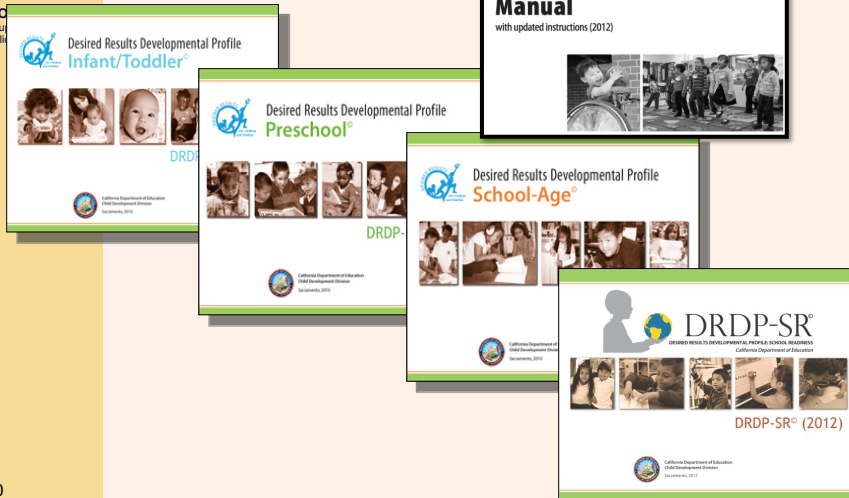 Manual
with updated instructions (2012)
Desired Results Developmental Profile
Infant/Toddler©
DRDP
California Department of Education
Child Development Division
Sacramento, 2010
Desired Results Developmental Profile
Preschool©
DRDP-
California Department of Education
Child Development Division
Sacramento, 2010
Desired Results Developmental Profile
School-Age©
California Department of
Child Development Division
Sacramento, 2010
DRDP-SR©
DESIRED RESULTS DEVELOPMENTAL PROFILE: SCHOOL READINESS
California Department of Education
DRDP-SR© (2012)
California Department of Education
Child Development Division
Sacramento, 2012